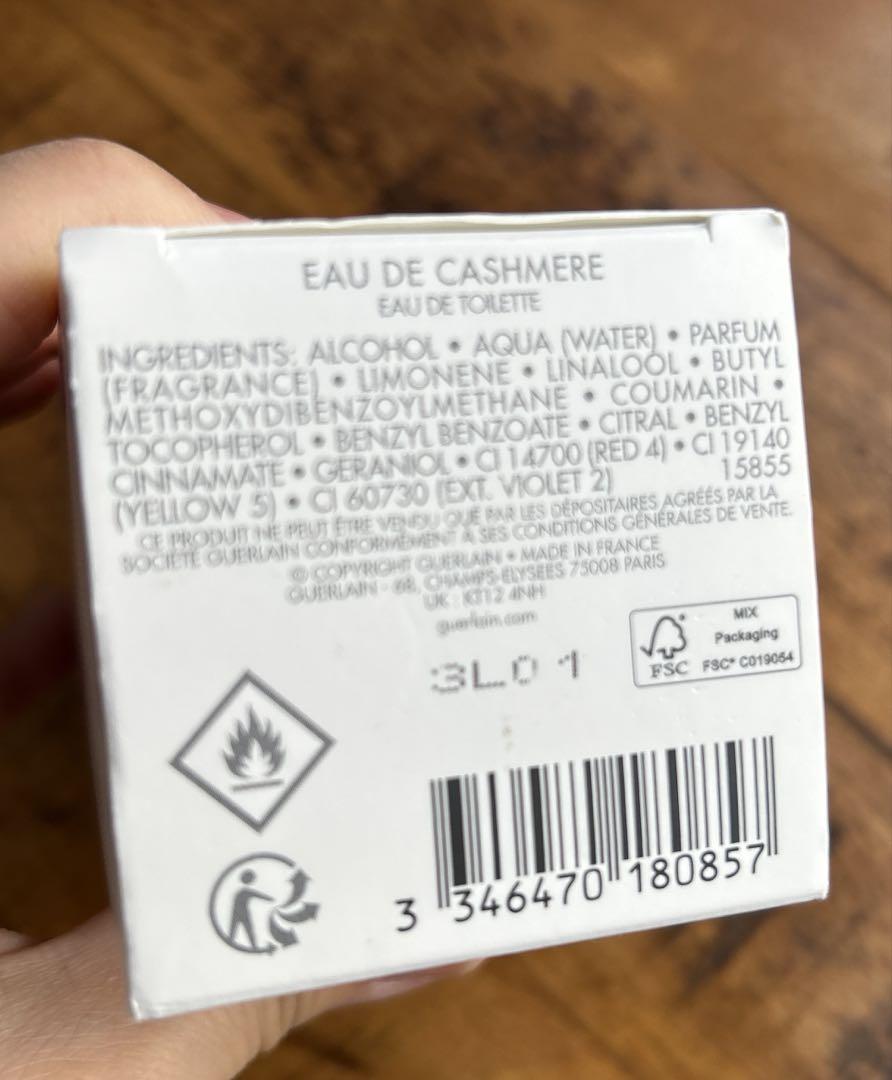 EAU DE CASHMERE
EAU DE TOILETTE
INGREDIENTS: ALCOHOL • AQUA (WATER) • PARFUM
(FRAGRANCE) • LIMONENE • LINALOOL • BUTYL
METHOXYDIBENZOYLMETHANE • COUMARIN •
TOCOPHEROL • BENZYL BENZOATE • CITRAL • BENZYL
CINNAMATE • GERANIOL • CI 14700 (RED 4) • CI 19140
(YELLOW 5) • CI 60730 (EXT. VIOLET 2) 15855
CE PRODUIT NE PEUT ÊTRE VENDU QUE PAR LES DÉPOSITAIRES AGRÉÉS PAR LA
SOCIÉTÉ GUERLAIN CONFORMÉMENT À SES CONDITIONS GÉNÉRALES DE VENTE.
© COPYRIGHT GUERLAIN • MADE IN FRANCE
GUERLAIN - 68, CHAMPS-ELYSEES 75008 PARIS
UK : KT12 4NH
guerlain.com
3L01
MIX
Packaging
FSC FSC® C019054
3 346470 180857